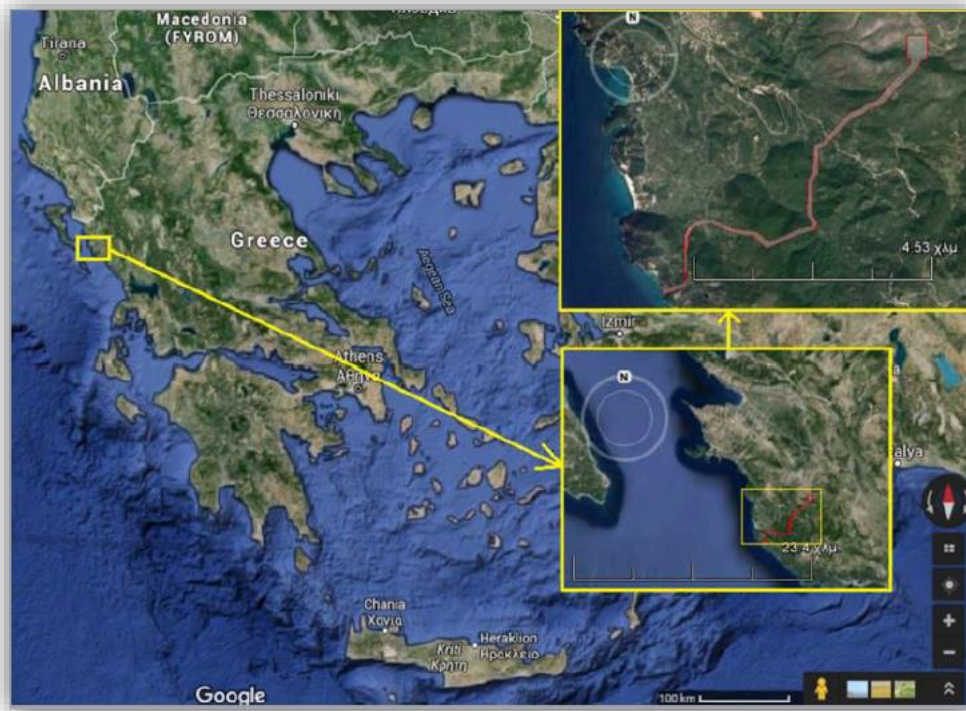 Macedonia
(FYROM)
Tirana
Albania
Thessaloniki
Θεσσαλονίκη
Greece
Aegean Sea
Athens
Αθήνα
Izmir
alya
Chania
Χανιά
Heraklion
Ηράκλειο
Kriti
Κρήτη
Google
100 km
N
4.53 χλμ
N
23.4 χλμ.